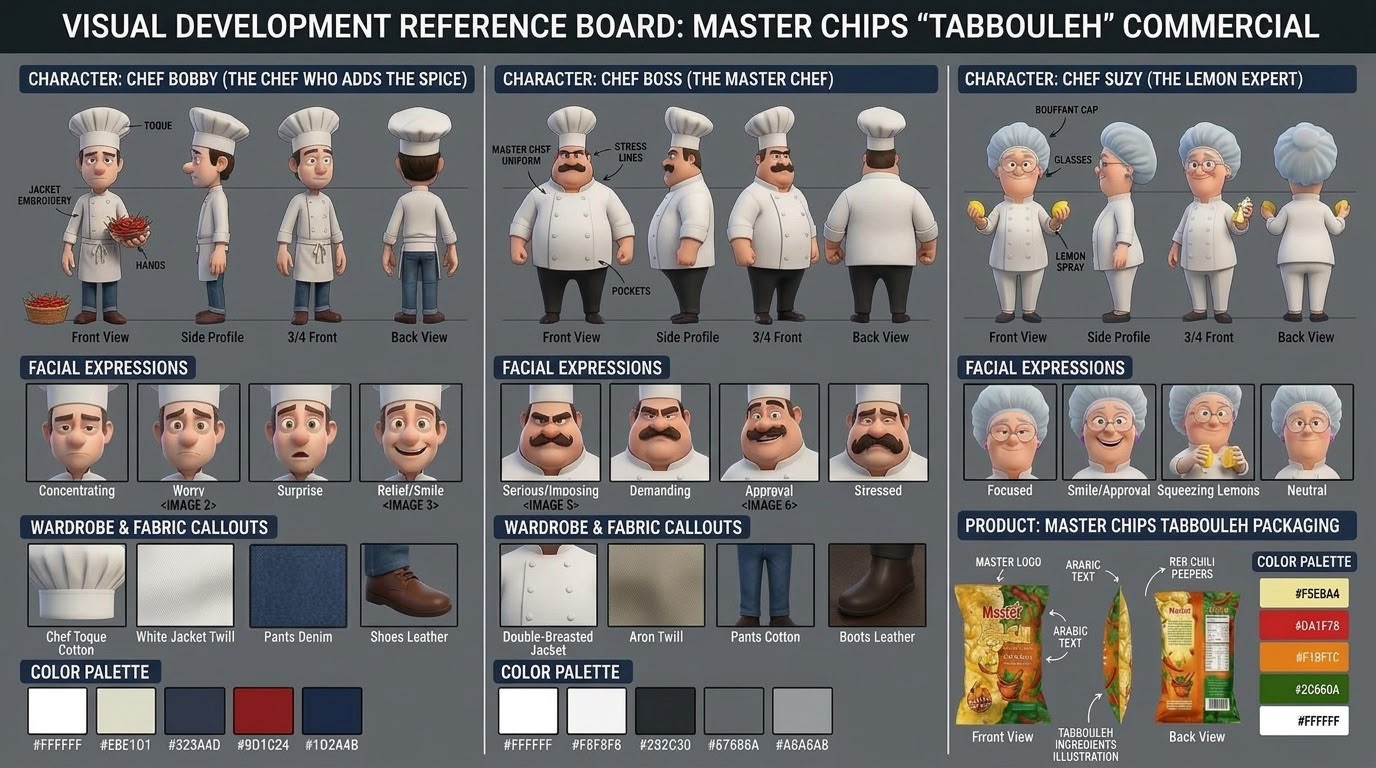 VISUAL DEVELOPMENT REFERENCE BOARD: MASTER CHIPS “TABBOULEH” COMMERCIAL
CHARACTER: CHEF BOBBY (THE CHEF WHO ADDS THE SPICE)
TOQUE
JACKET
EMBROIDERY
HANDS
Front View
Side Profile
3/4 Front
Back View
FACIAL EXPRESSIONS
Concentrating
Worry
<IMAGE 2>
Surprise
Relief/Smile
<IMAGE 3>
WARDROBE & FABRIC CALLOUTS
Chef Toque
Cotton
White Jacket Twill
Pants Denim
Shoes Leather
COLOR PALETTE
#FFFFFF
#EBE1O1
#323A4D
#9D1C24
#1D2A4B
CHARACTER: CHEF BOSS (THE MASTER CHEF)
MASTER CHSF
UNIFORM
STRESS
LINES
POCKETS
Front View
Side Profile
3/4 Front
Back View
FACIAL EXPRESSIONS
Serious/Imposing
<IMAGE S>
Demanding
Approval
<IMAGE 6>
Stressed
WARDROBE & FABRIC CALLOUTS
Double-Breasted
Jacset
Aron Twill
Pants Cotton
Boots Leather
COLOR PALETTE
#FFFFFF
#F8F8F8
#292C30
#67686A
#A6A6A8
CHARACTER: CHEF SUZY (THE LEMON EXPERT)
BOUFFANT CAP
GLASSES
LEMON
SPRAY
Front View
Side Profile
3/4 Front
Back View
FACIAL EXPRESSIONS
Focused
Smile/Approval
Squeezing Lemons
Neutral
PRODUCT: MASTER CHIPS TABBOULEH PACKAGING
MASTER LOGO
ARARIC
TEXT
RER CHILI
PEEPERS
Msster
ARABIC
TEXT
TABBOULEH
INGREDIENTS
ILLUSTRATION
Frront View
Back View
COLOR PALETTE
#FSEBA4
#DA1F78
#F18FTC
#2C660A
#FFFFFF